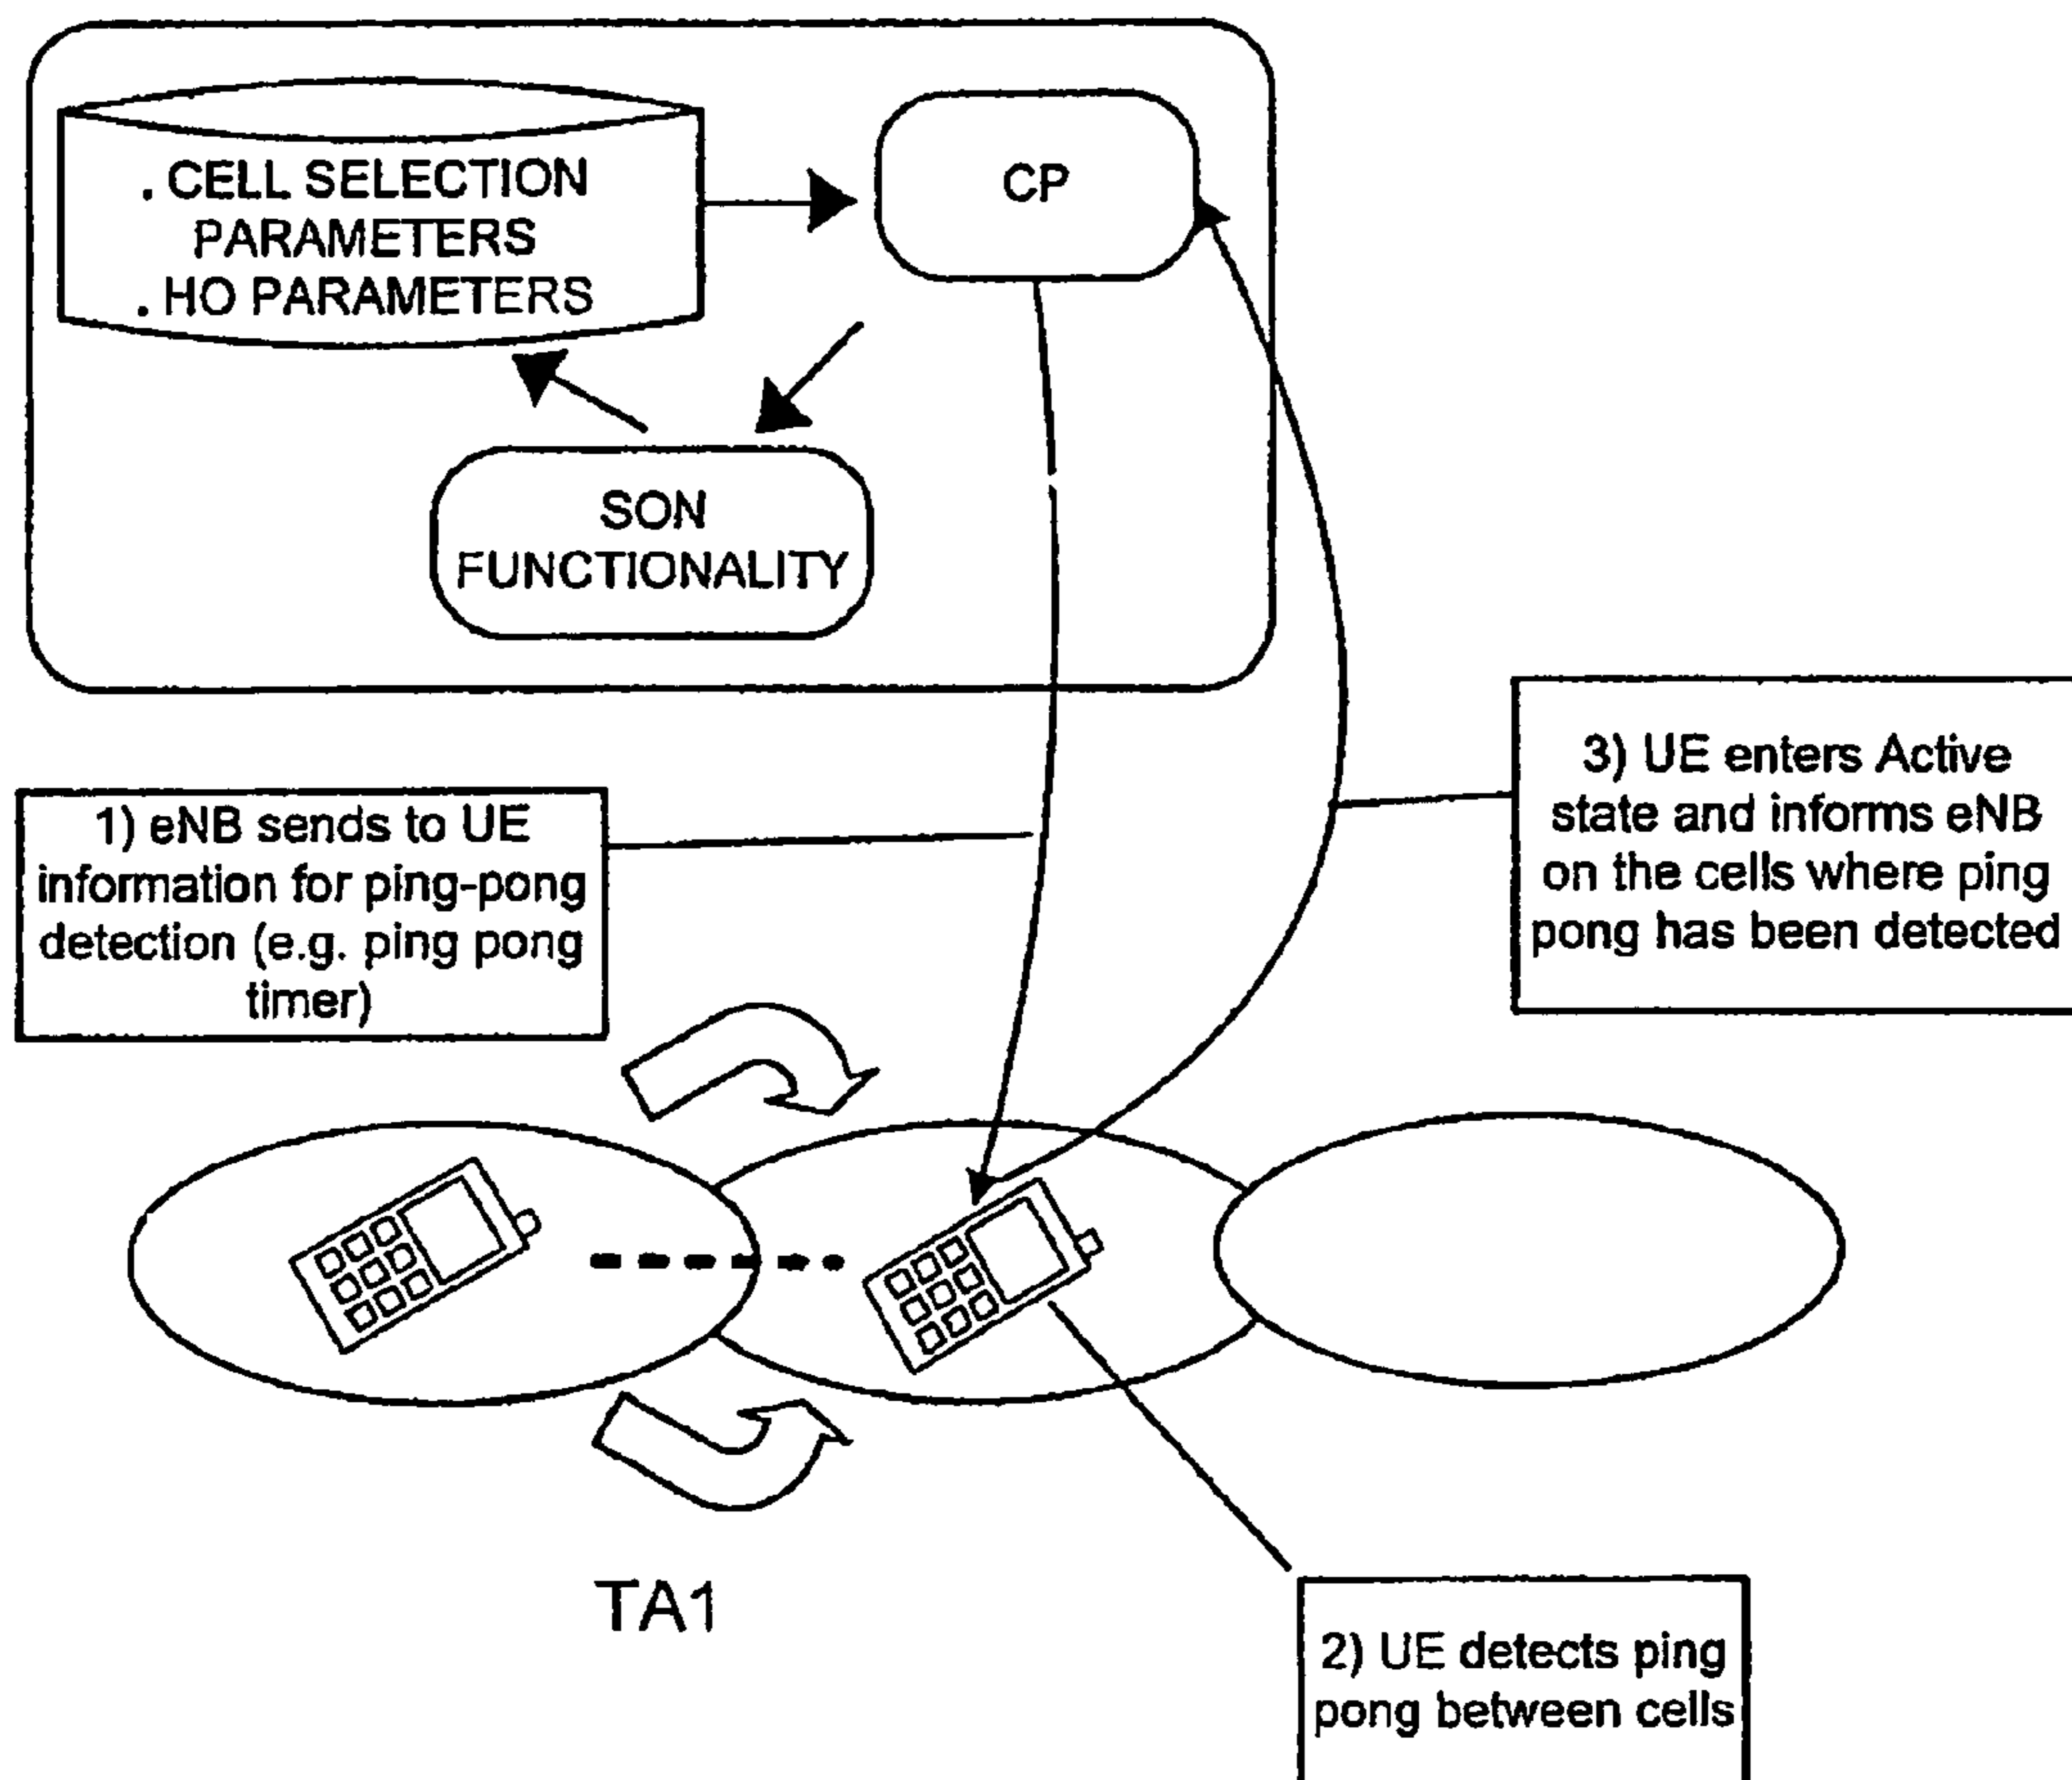 . CELL SELECTION
PARAMETERS
. HO PARAMETERS
CP
SON
FUNCTIONALITY
1) eNB sends to UE
information for ping-pong
detection (e.g. ping pong
timer)
3) UE enters Active
state and informs eNB
on the cells where ping
pong has been detected
TA1
2) UE detects ping
pong between cells